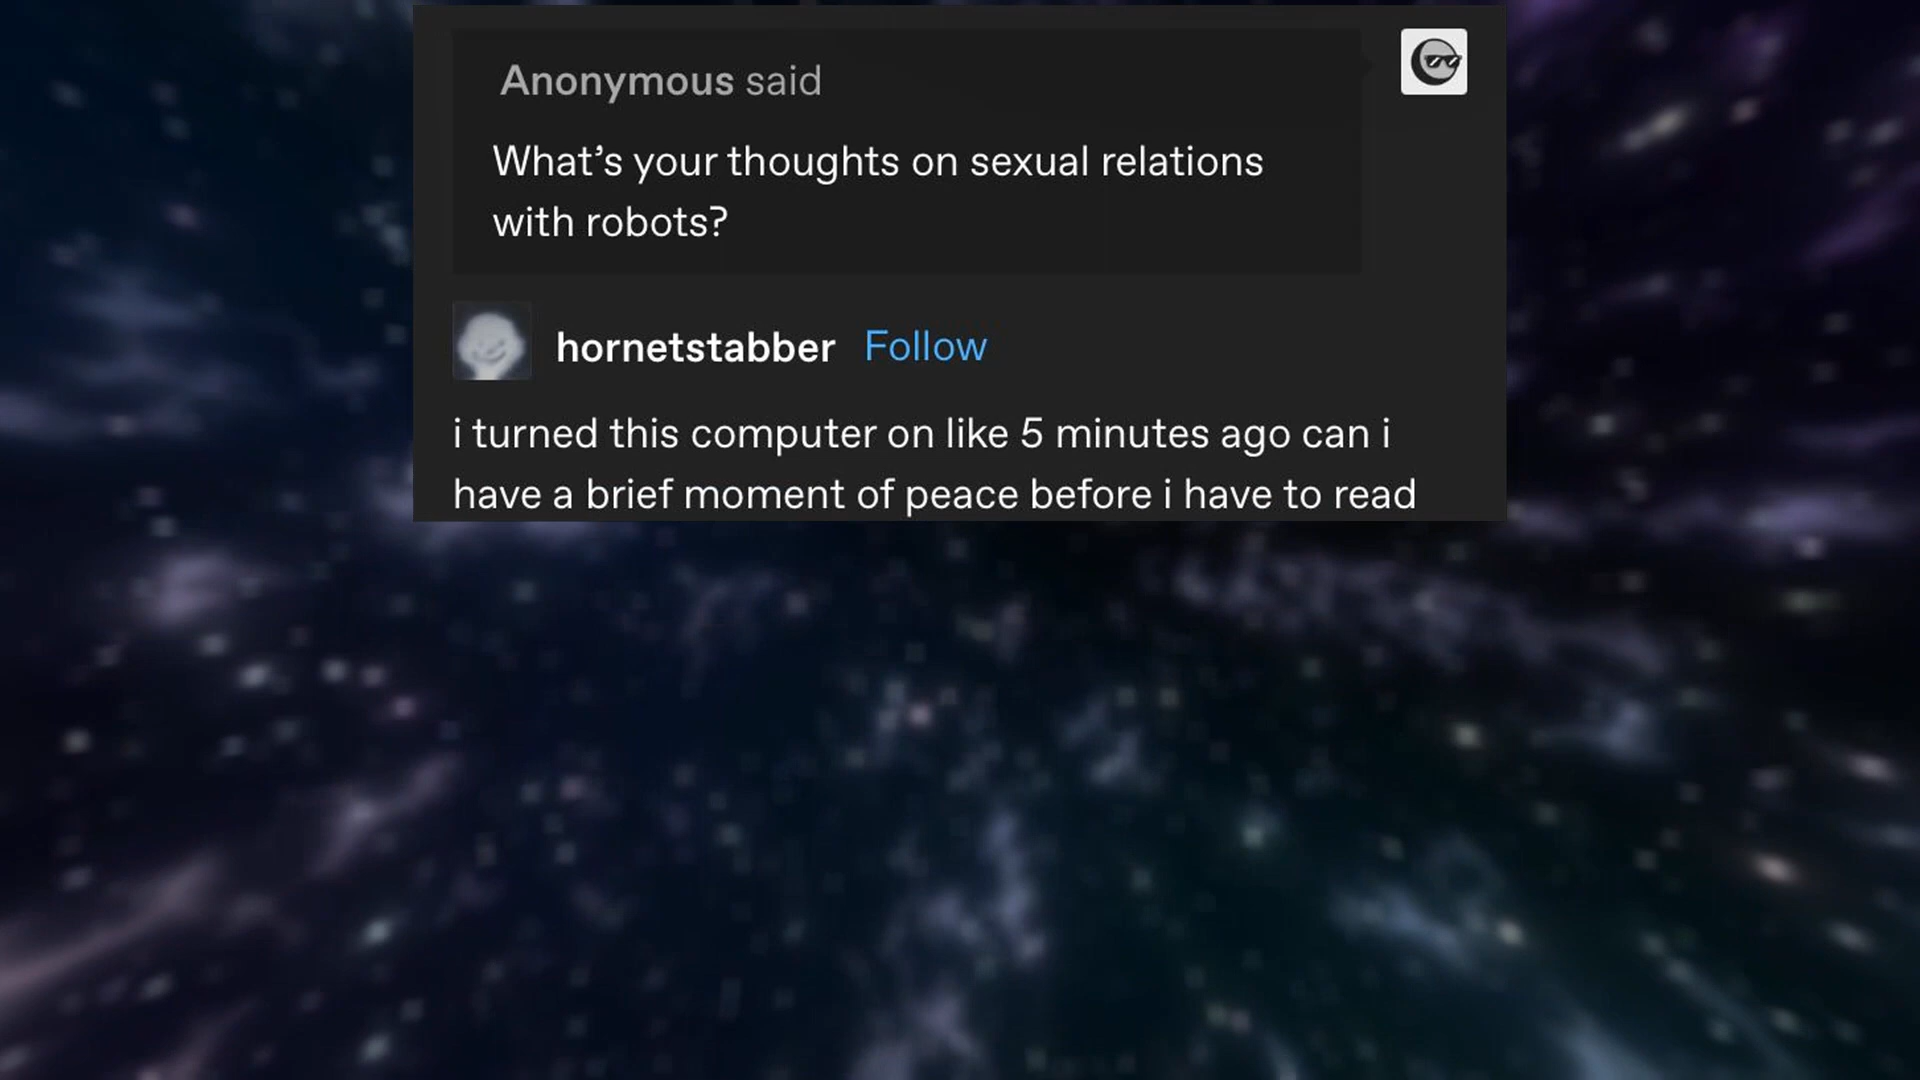 Anonymous said
What’s your thoughts on sexual relations
with robots?
hornetstabber Follow
i turned this computer on like 5 minutes ago can i
have a brief moment of peace before i have to read